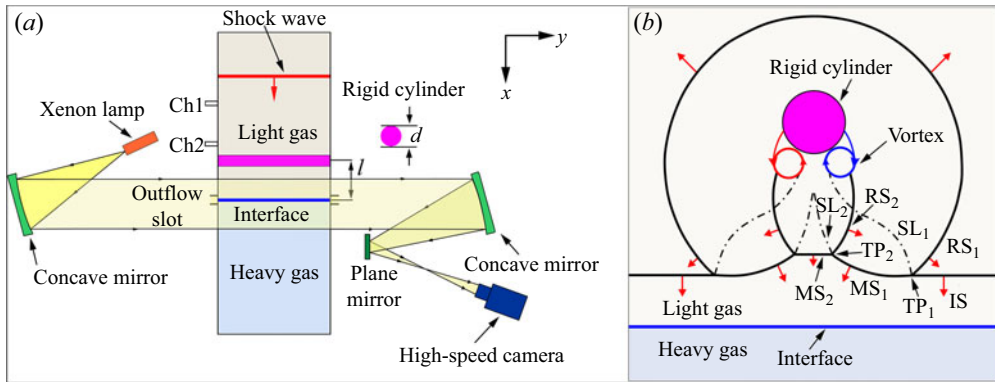 (a)
Shock wave
y
x
Ch1
Xenon lamp
Rigid cylinder
Light gas
d
Ch2
l
Outflow
slot
Interface
Concave mirror
Heavy gas
Plane
mirror
Concave mirror
High-speed camera
(b)
Rigid cylinder
Vortex
SL2
RS2
SL1
RS1
TP2
MS2
MS1
TP1
IS
Light gas
Heavy gas
Interface